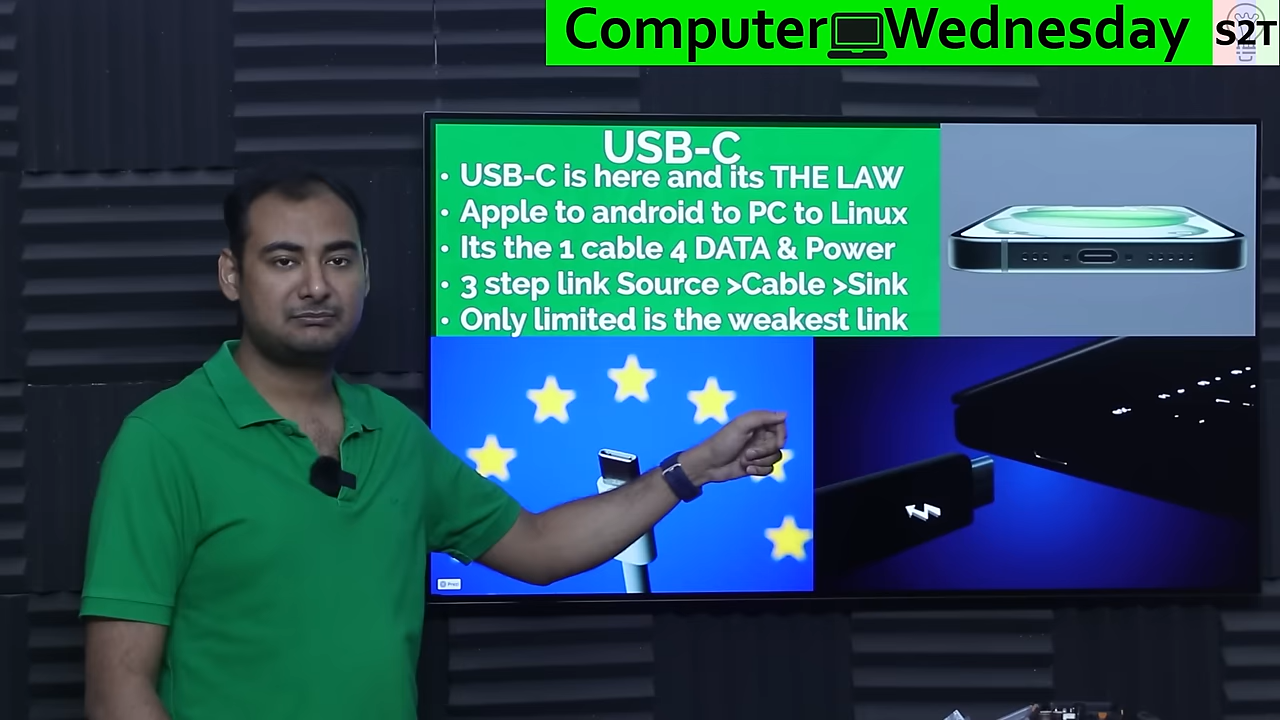 Computer Wednesday S2T
USB-C
• USB-C is here and its THE LAW
• Apple to android to PC to Linux
• Its the 1 cable 4 DATA & Power
• 3 step link Source >Cable >Sink
• Only limited is the weakest link